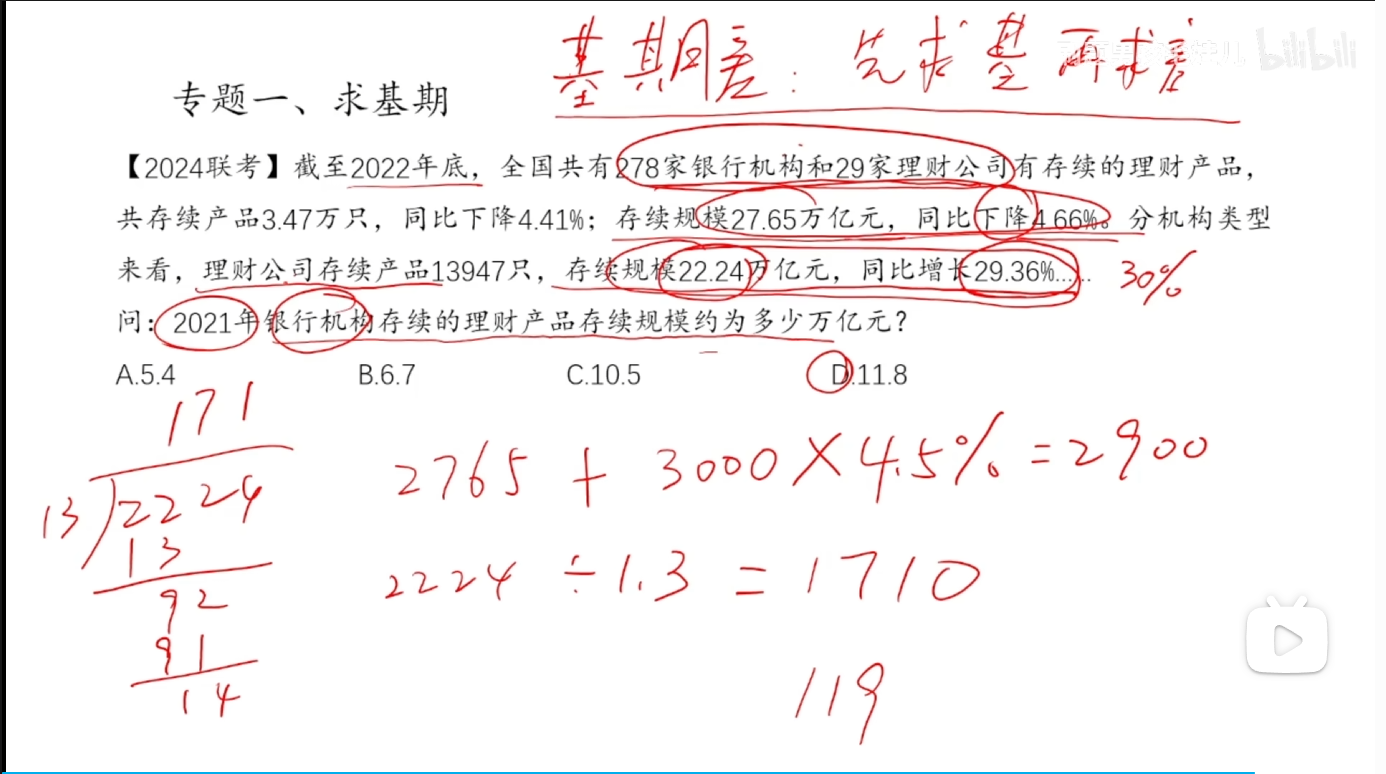 基期差：先求基再求差
bilibili
专题一、求基期
【2024联考】截至2022年底，全国共有278家银行机构和29家理财公司有存续的理财产品，
共存续产品3.47万只，同比下降4.41%；存续规模27.65万亿元，同比下降4.66%。分机构类型
来看，理财公司存续产品13947只，存续规模22.24万亿元，同比增长29.36%……
30%
问：2021年银行机构存续的理财产品存续规模约为多少万亿元？
A.5.4 B.6.7 C.10.5 D.11.8
171
13 2224
13
92
91
14
2765 + 3000 × 4.5% = 2900
2224 ÷ 1.3 = 1710
119